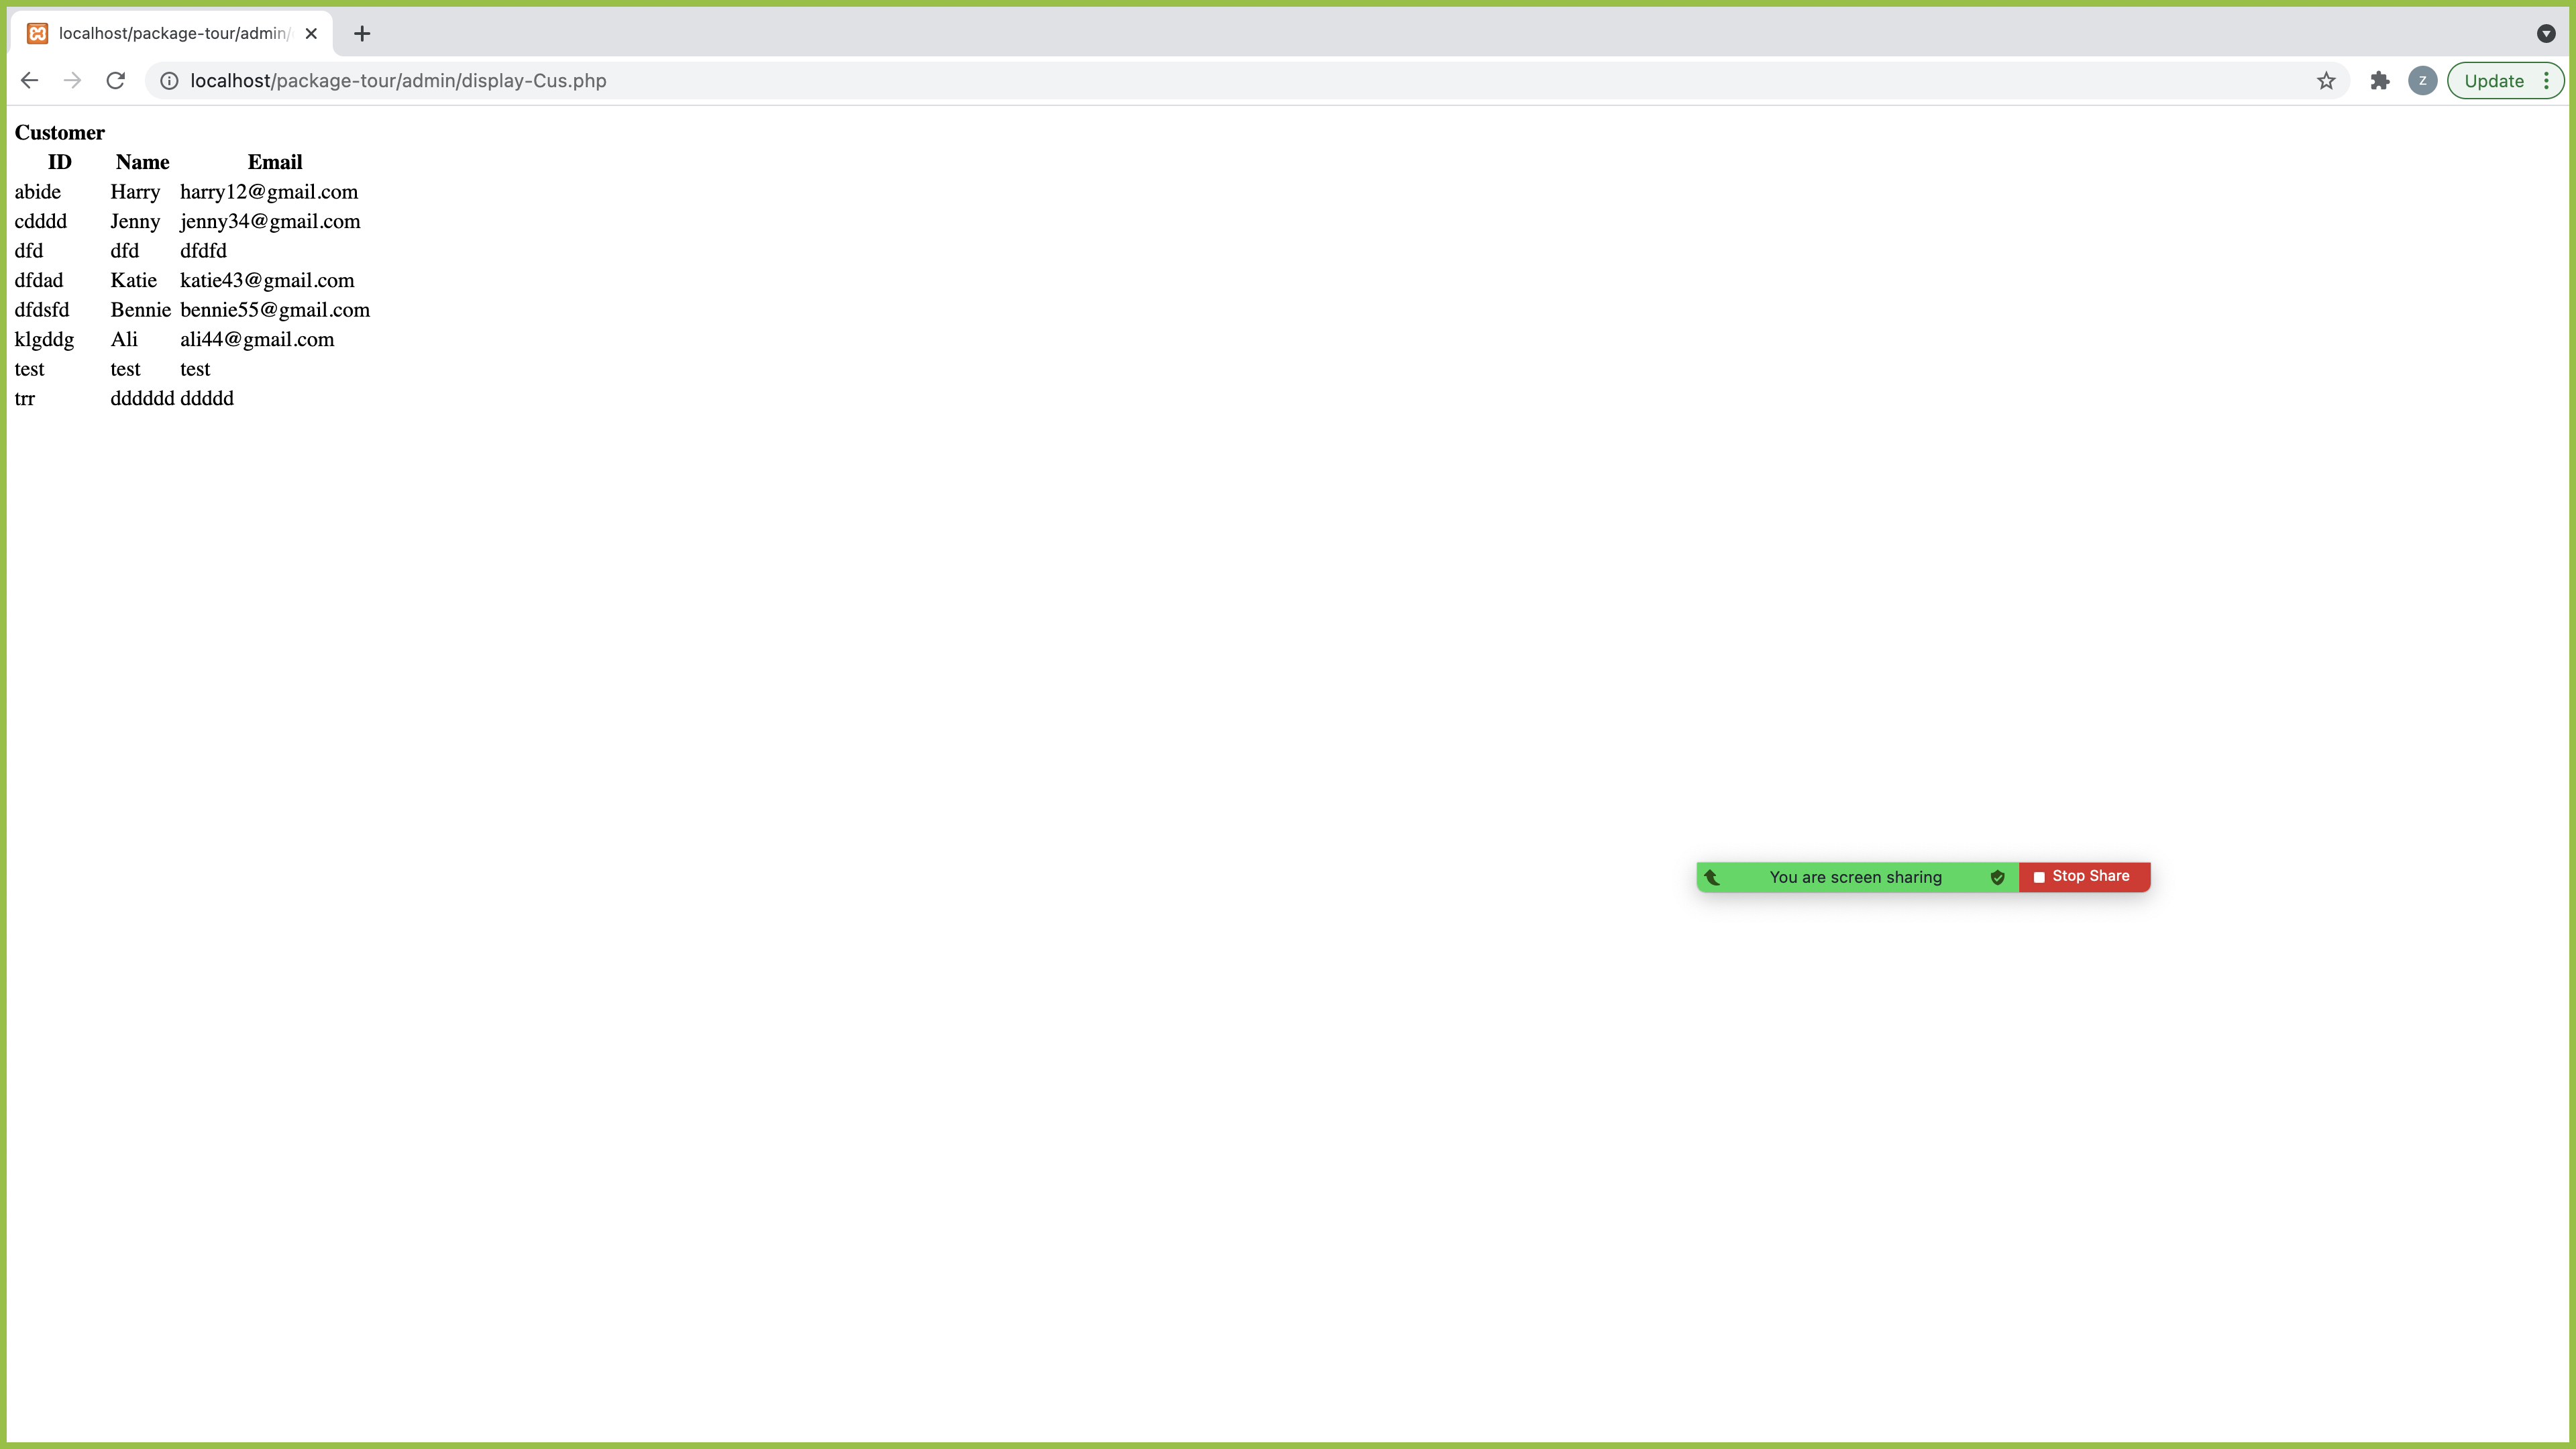 localhost/package-tour/admin/
localhost/package-tour/admin/display-Cus.php
Z
Update
Customer
ID Name Email
abide Harry harry12@gmail.com
cdddd Jenny jenny34@gmail.com
dfd dfd dfdfd
dfdad Katie katie43@gmail.com
dfdsfd Bennie bennie55@gmail.com
klgddg Ali ali44@gmail.com
test test test
trr dddddd ddddd
You are screen sharing
Stop Share